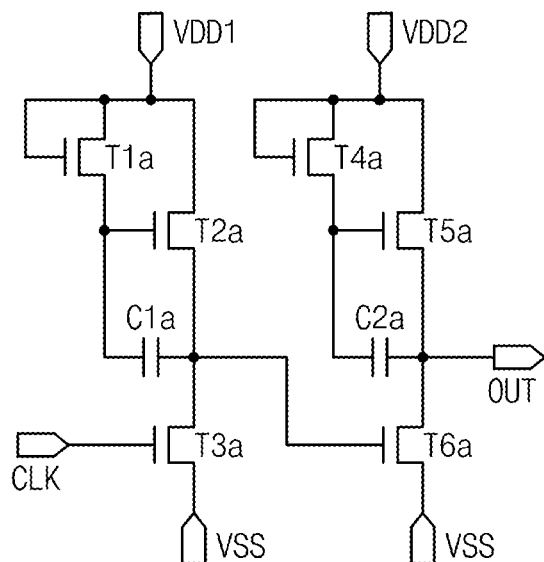 VDD1
VDD2
T1a
T4a
T2a
T5a
C1a
C2a
OUT
T3a
T6a
CLK
VSS
VSS